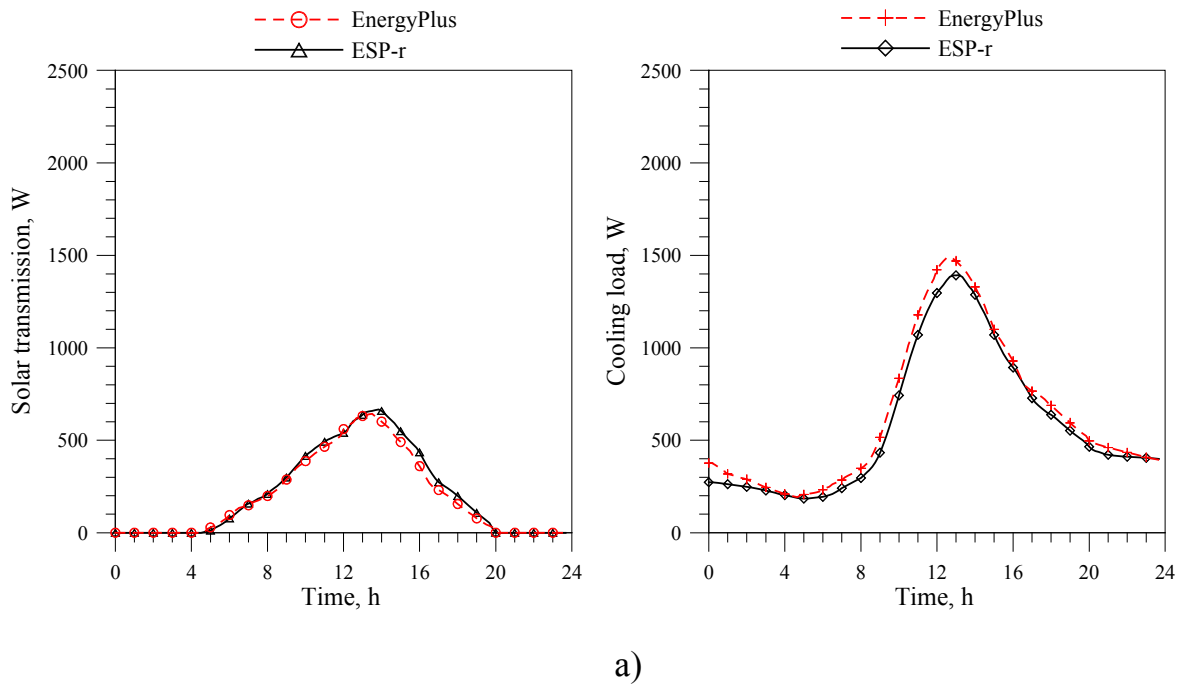 EnergyPlus
ESP-r
2500
2000
1500
1000
500
0
Solar transmission, W
0 4 8 12 16 20 24
Time, h
EnergyPlus
ESP-r
2500
2000
1500
1000
500
0
Cooling load, W
0 4 8 12 16 20 24
Time, h
a)